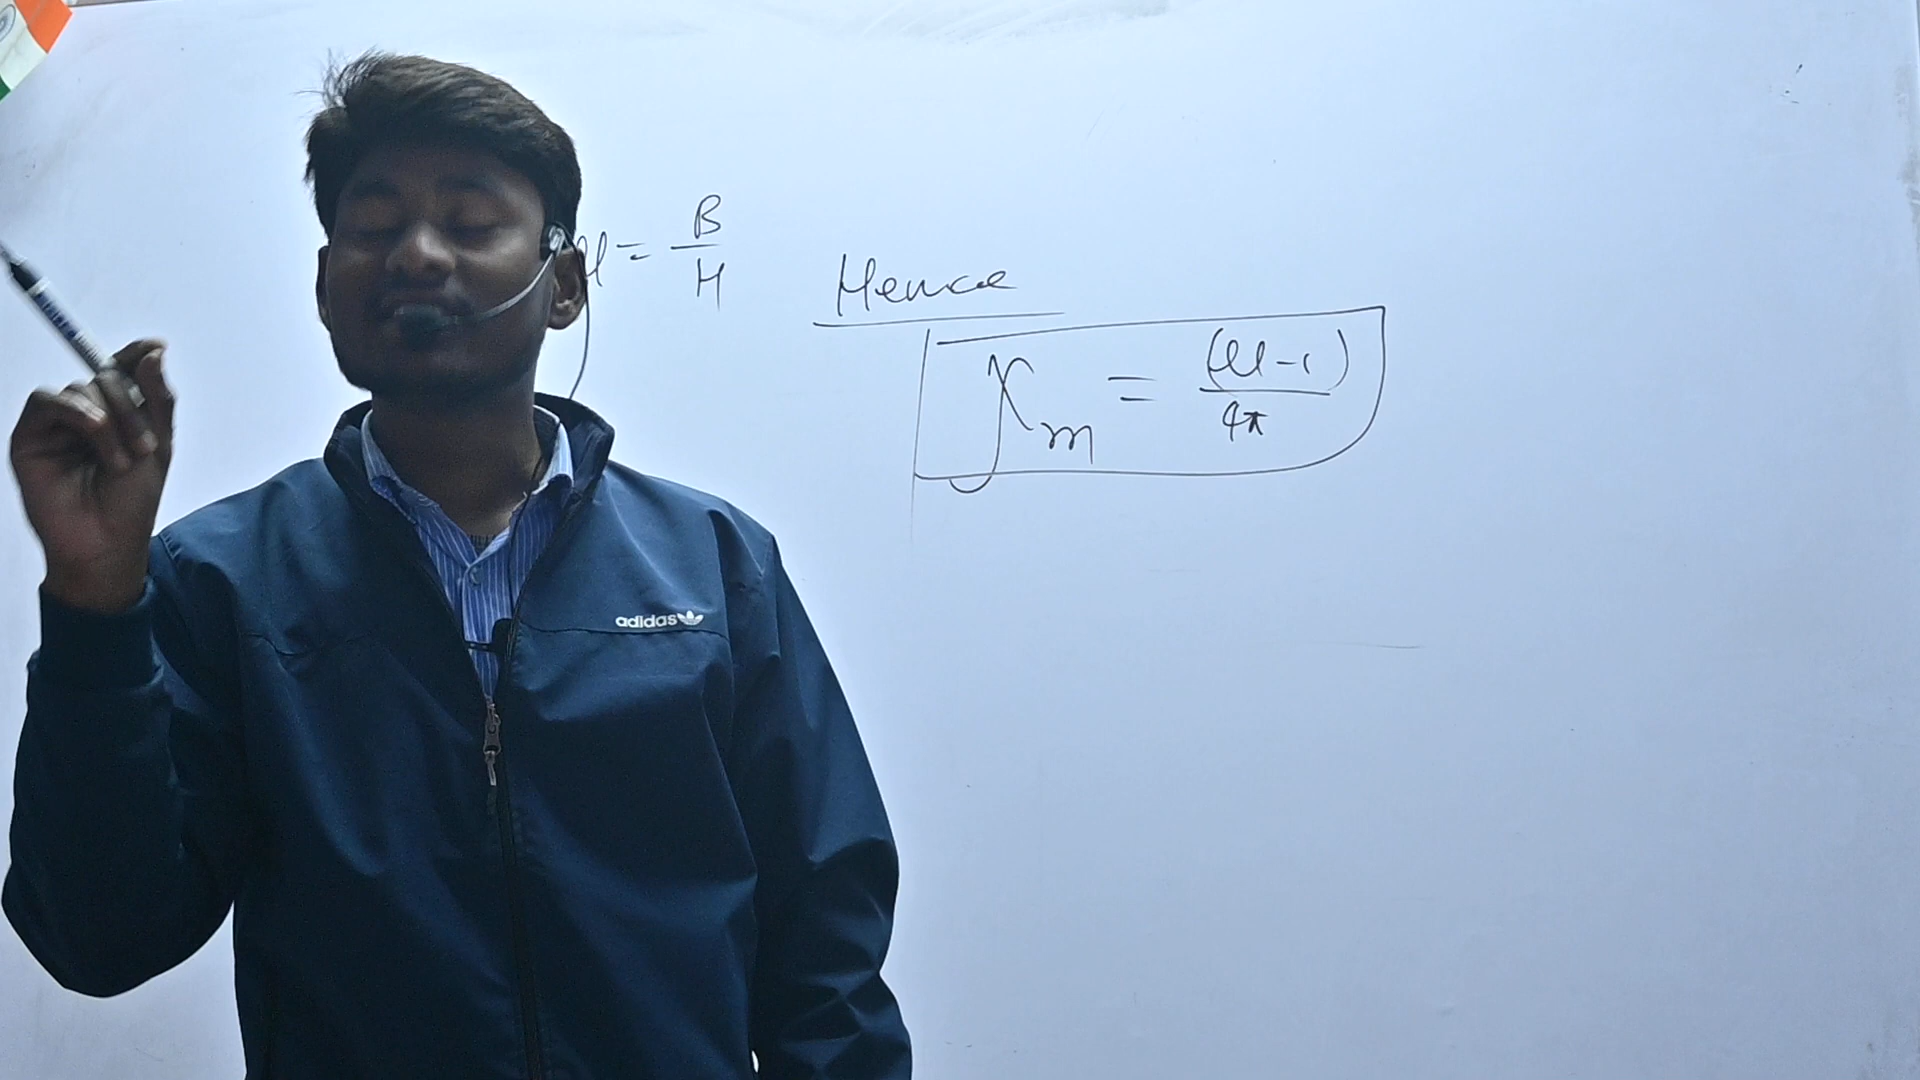 μ = B/H
Hence
χm = (μ-1)/4π
adidas